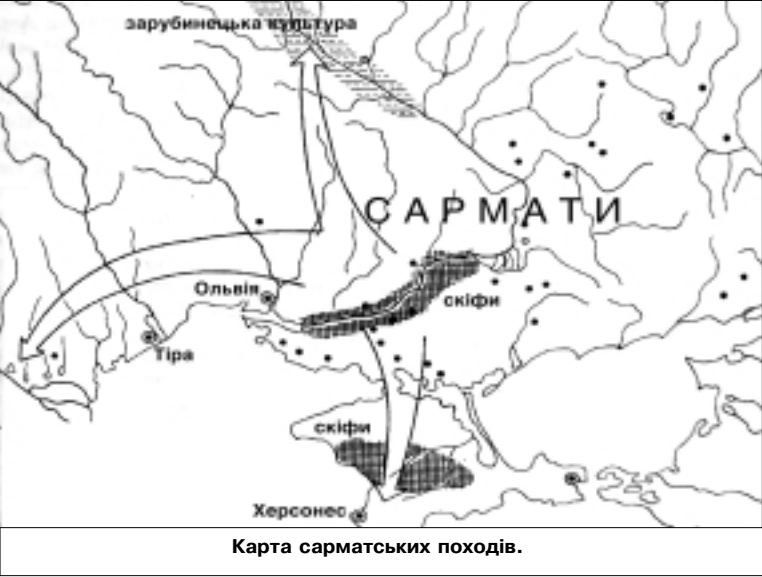 зарубинецька культура
САРМАТИ
Ольвія
скіфи
Тіра
скіфи
Херсонес
Карта сарматських походів.